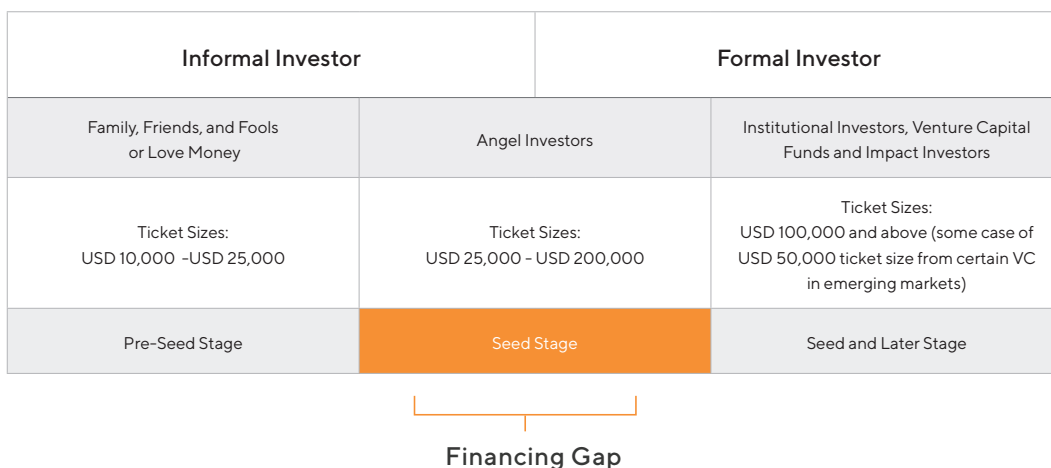 Informal Investor
Formal Investor
Family, Friends, and Fools
or Love Money
Angel Investors
Institutional Investors, Venture Capital
Funds and Impact Investors
Ticket Sizes:
USD 10,000 -USD 25,000
Ticket Sizes:
USD 25,000 - USD 200,000
Ticket Sizes:
USD 100,000 and above (some case of
USD 50,000 ticket size from certain VC
in emerging markets)
Pre-Seed Stage
Seed Stage
Seed and Later Stage
Financing Gap